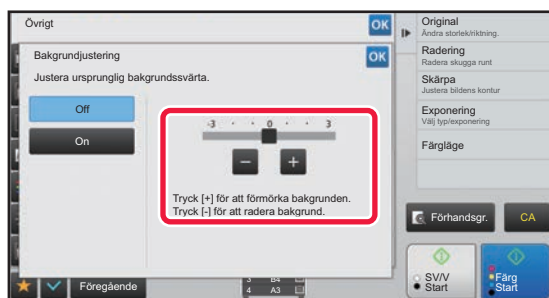 Övrigt
OK
Bakgrundjustering
OK
Justera ursprunglig bakgrundssvärta.
Off
On
-3 0 3
− +
Tryck [+] för att förmörka bakgrunden.
Tryck [-] för att radera bakgrund.
Föregående
3 B4
4 A3
Original
Ändra storlek/riktning.
Radering
Radera skugga runt
Skärpa
Justera bildens kontur
Exponering
Välj typ/exponering
Färgläge
Förhandsgr.
CA
SV/V
Start
Färg
Start